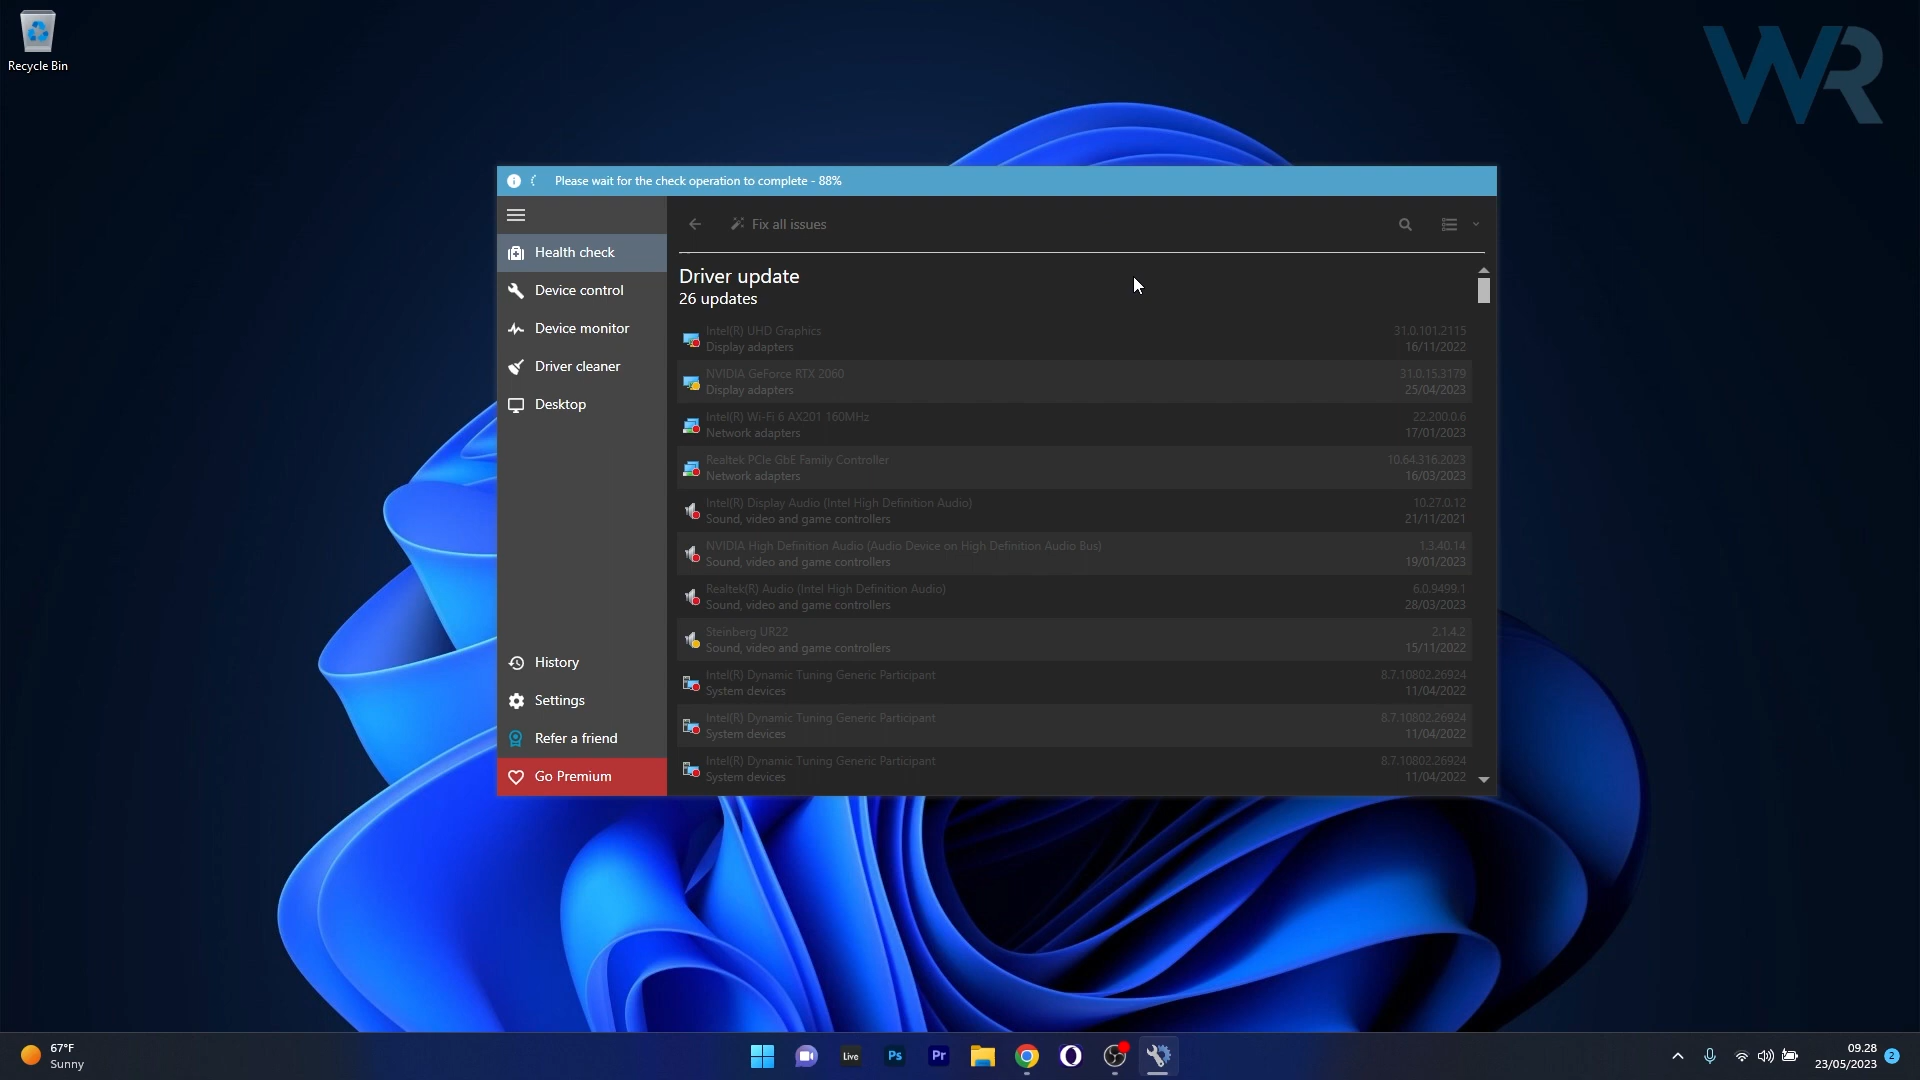 Recycle Bin
WR
Please wait for the check operation to complete - 88%
Fix all issues
Health check
Device control
Device monitor
Driver cleaner
Desktop
History
Settings
Refer a friend
Go Premium
Driver update
26 updates
Intel(R) UHD Graphics 31.0.101.2115
Display adapters 16/11/2022
NVIDIA GeForce RTX 2060 31.0.15.3179
Display adapters 25/04/2023
Intel(R) Wi-Fi 6 AX201 160MHz 22.200.0.6
Network adapters 17/01/2023
Realtek PCIe GbE Family Controller 10.64.316.2023
Network adapters 16/03/2023
Intel(R) Display Audio (Intel High Definition Audio) 10.27.0.12
Sound, video and game controllers 21/11/2021
NVIDIA High Definition Audio (Audio Device on High Definition Audio Bus) 1.3.40.14
Sound, video and game controllers 19/01/2023
Realtek(R) Audio (Intel High Definition Audio) 6.0.9499.1
Sound, video and game controllers 28/03/2023
Steinberg UR22 2.1.4.2
Sound, video and game controllers 15/11/2022
Intel(R) Dynamic Tuning Generic Participant 8.7.10802.26924
System devices 11/04/2022
Intel(R) Dynamic Tuning Generic Participant 8.7.10802.26924
System devices 11/04/2022
Intel(R) Dynamic Tuning Generic Participant 8.7.10802.26924
System devices 11/04/2022
67°F
Sunny
Live
Ps
Pr
09.28
23/05/2023
2